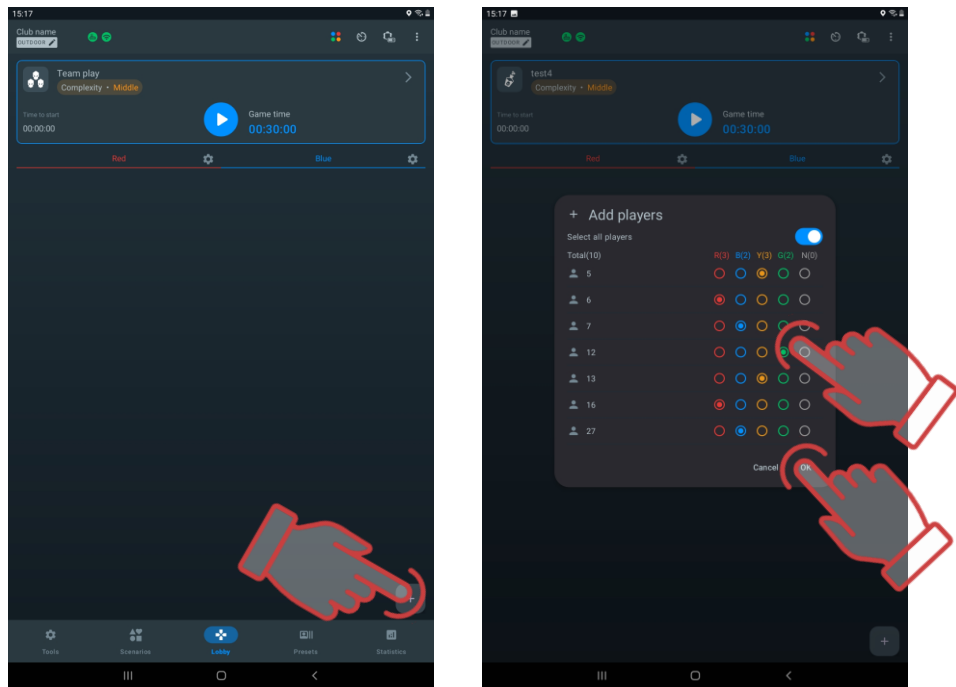 15:17
Club name
OUTDOOR
Team play
Complexity • Middle
Time to start
00:00:00
Game time
00:30:00
Red
Blue
Tools
Scenarios
Lobby
Presets
Statistics
15:17
Club name
OUTDOOR
test4
Complexity • Middle
Time to start
00:00:00
Game time
00:30:00
Red
Blue
+ Add players
Select all players
Total(10) R(3) B(2) Y(3) G(2) N(0)
5
6
7
12
13
16
27
Cancel OK